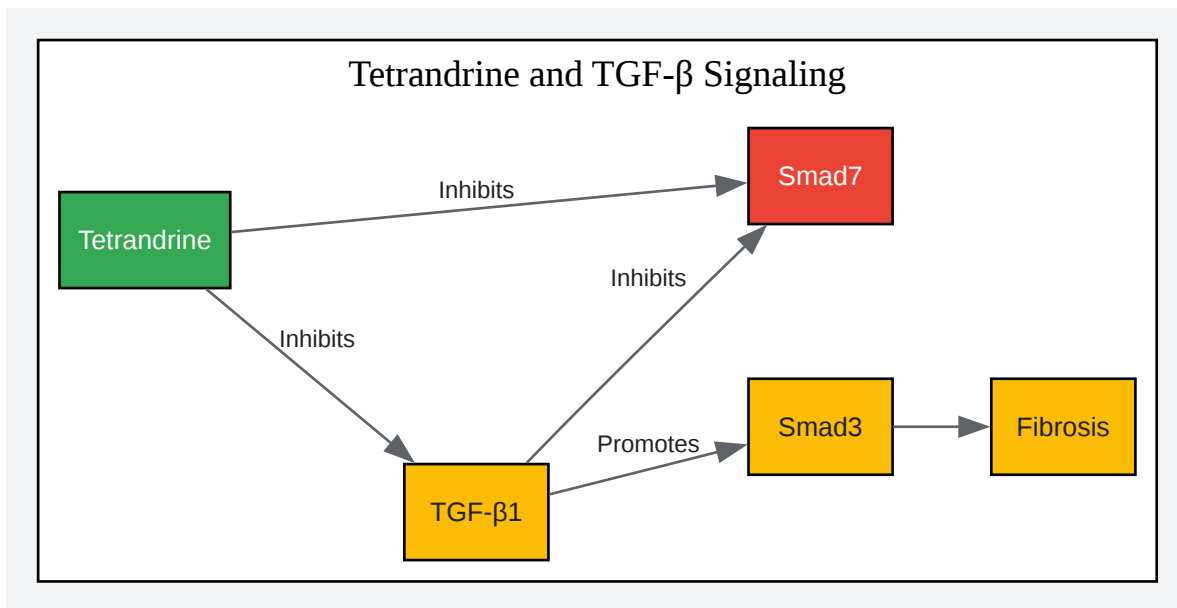 Tetrandrine and TGF-β Signaling
Smad7
Inhibits
Tetrandrine
Inhibits
Inhibits
Smad3
Fibrosis
Promotes
TGF-β1